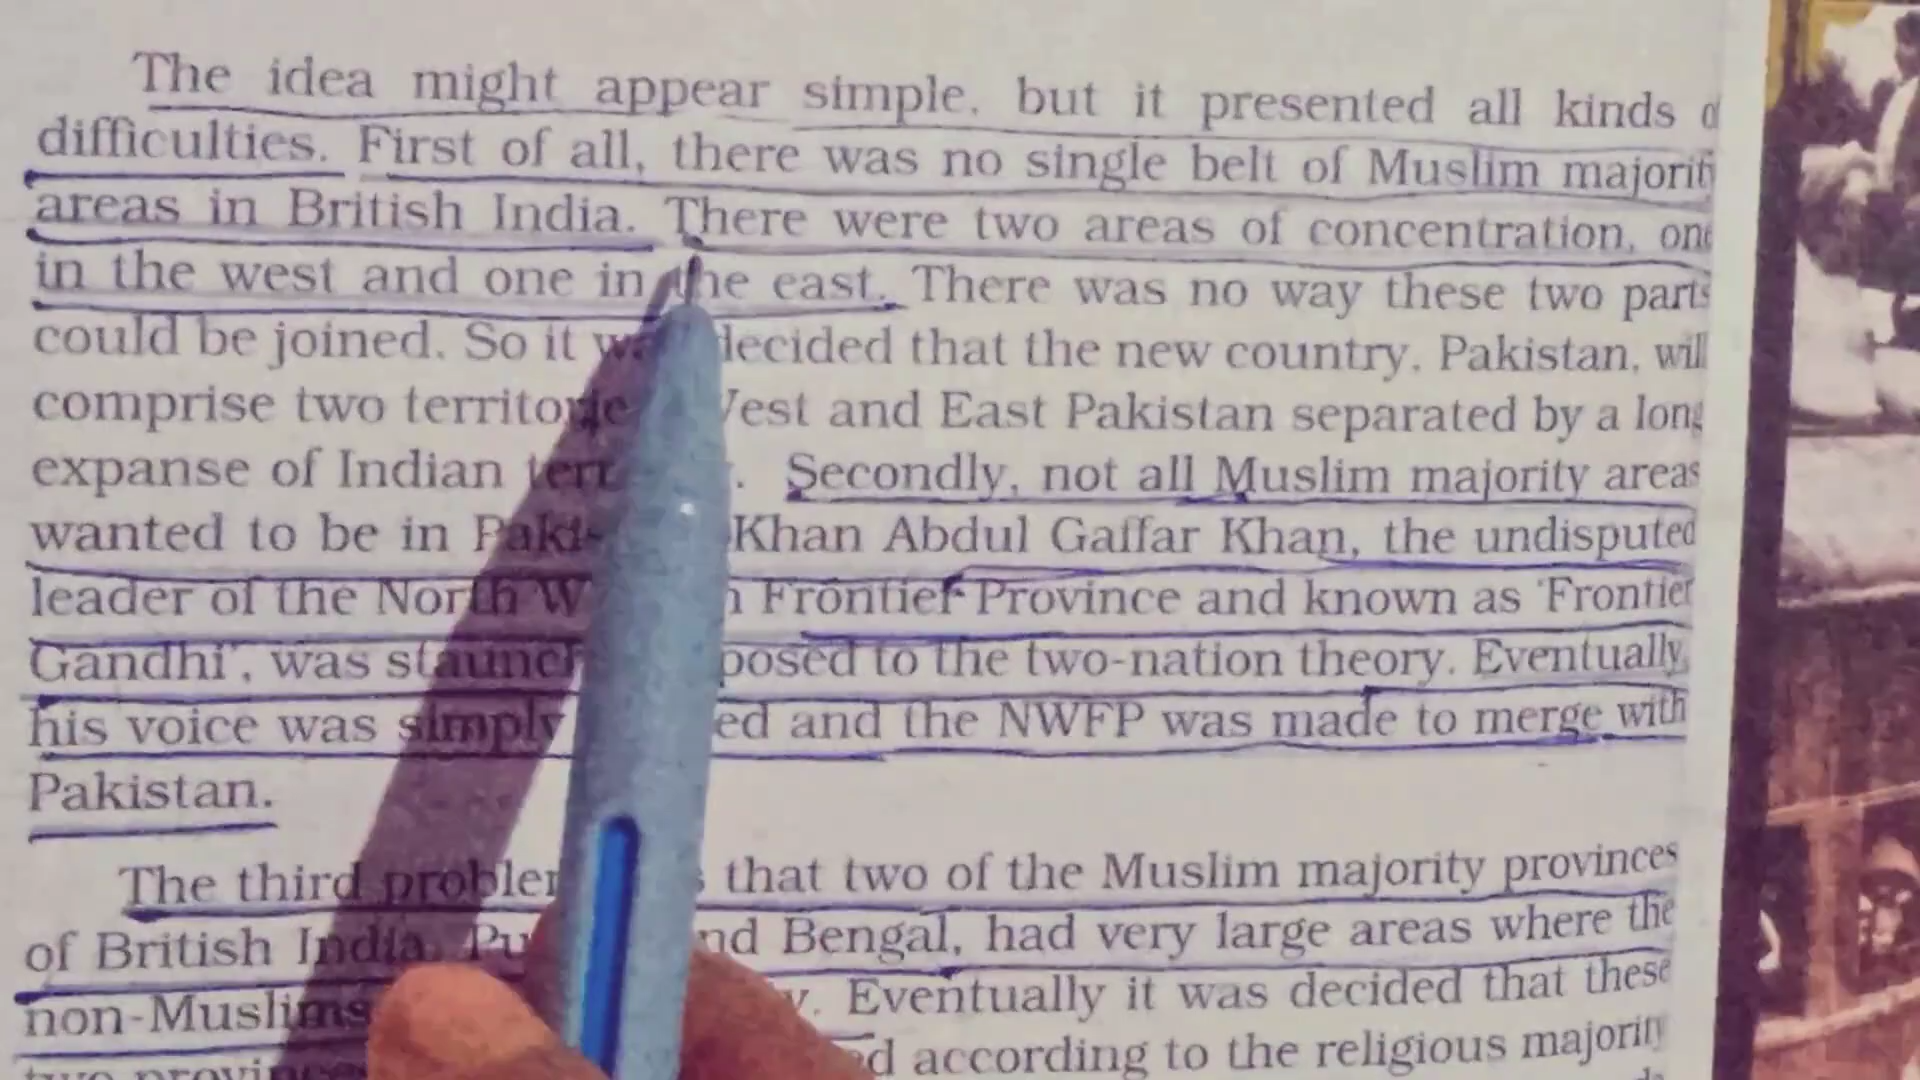 The idea might appear simple, but it presented all kinds
difficulties. First of all, there was no single belt of Muslim majorit
areas in British India. There were two areas of concentration, one
in the west and one in the east. There was no way these two parts
could be joined. So it decided that the new country, Pakistan, will
comprise two West and East Pakistan separated by a long
expanse of Indian . Secondly, not all Muslim majority areas
wanted to be in Khan Abdul Gaffar Khan, the undisputed
leader of the North Frontier Province and known as 'Frontier
Gandhi', was to the two-nation theory. Eventually,
his voice was simply and the NWFP was made to merge with
Pakistan.
The third that two of the Muslim majority provinces
of British India, Bengal, had very large areas where the
non-Muslims . Eventually it was decided that these
two according to the religious majority